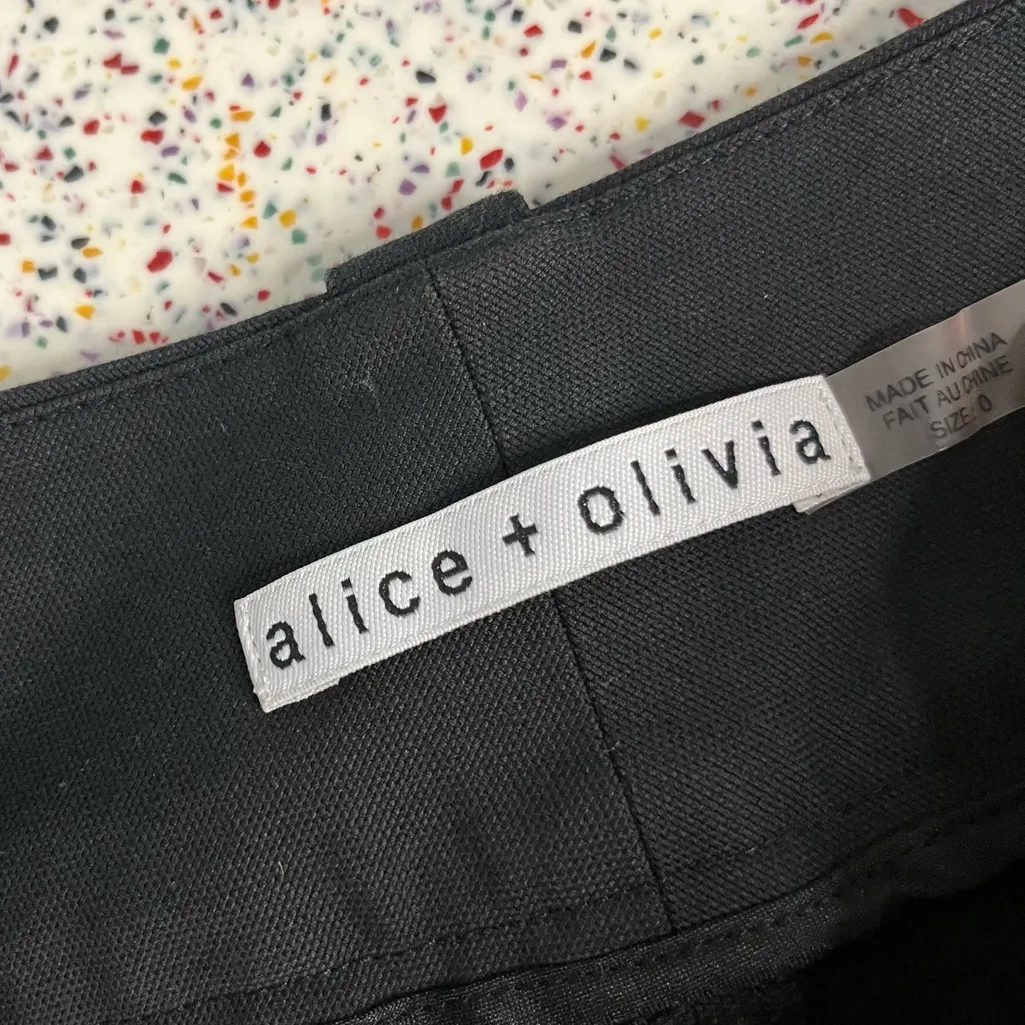 alice + olivia
MADE IN CHINA
FAIT AU CHINE
SIZE: 0